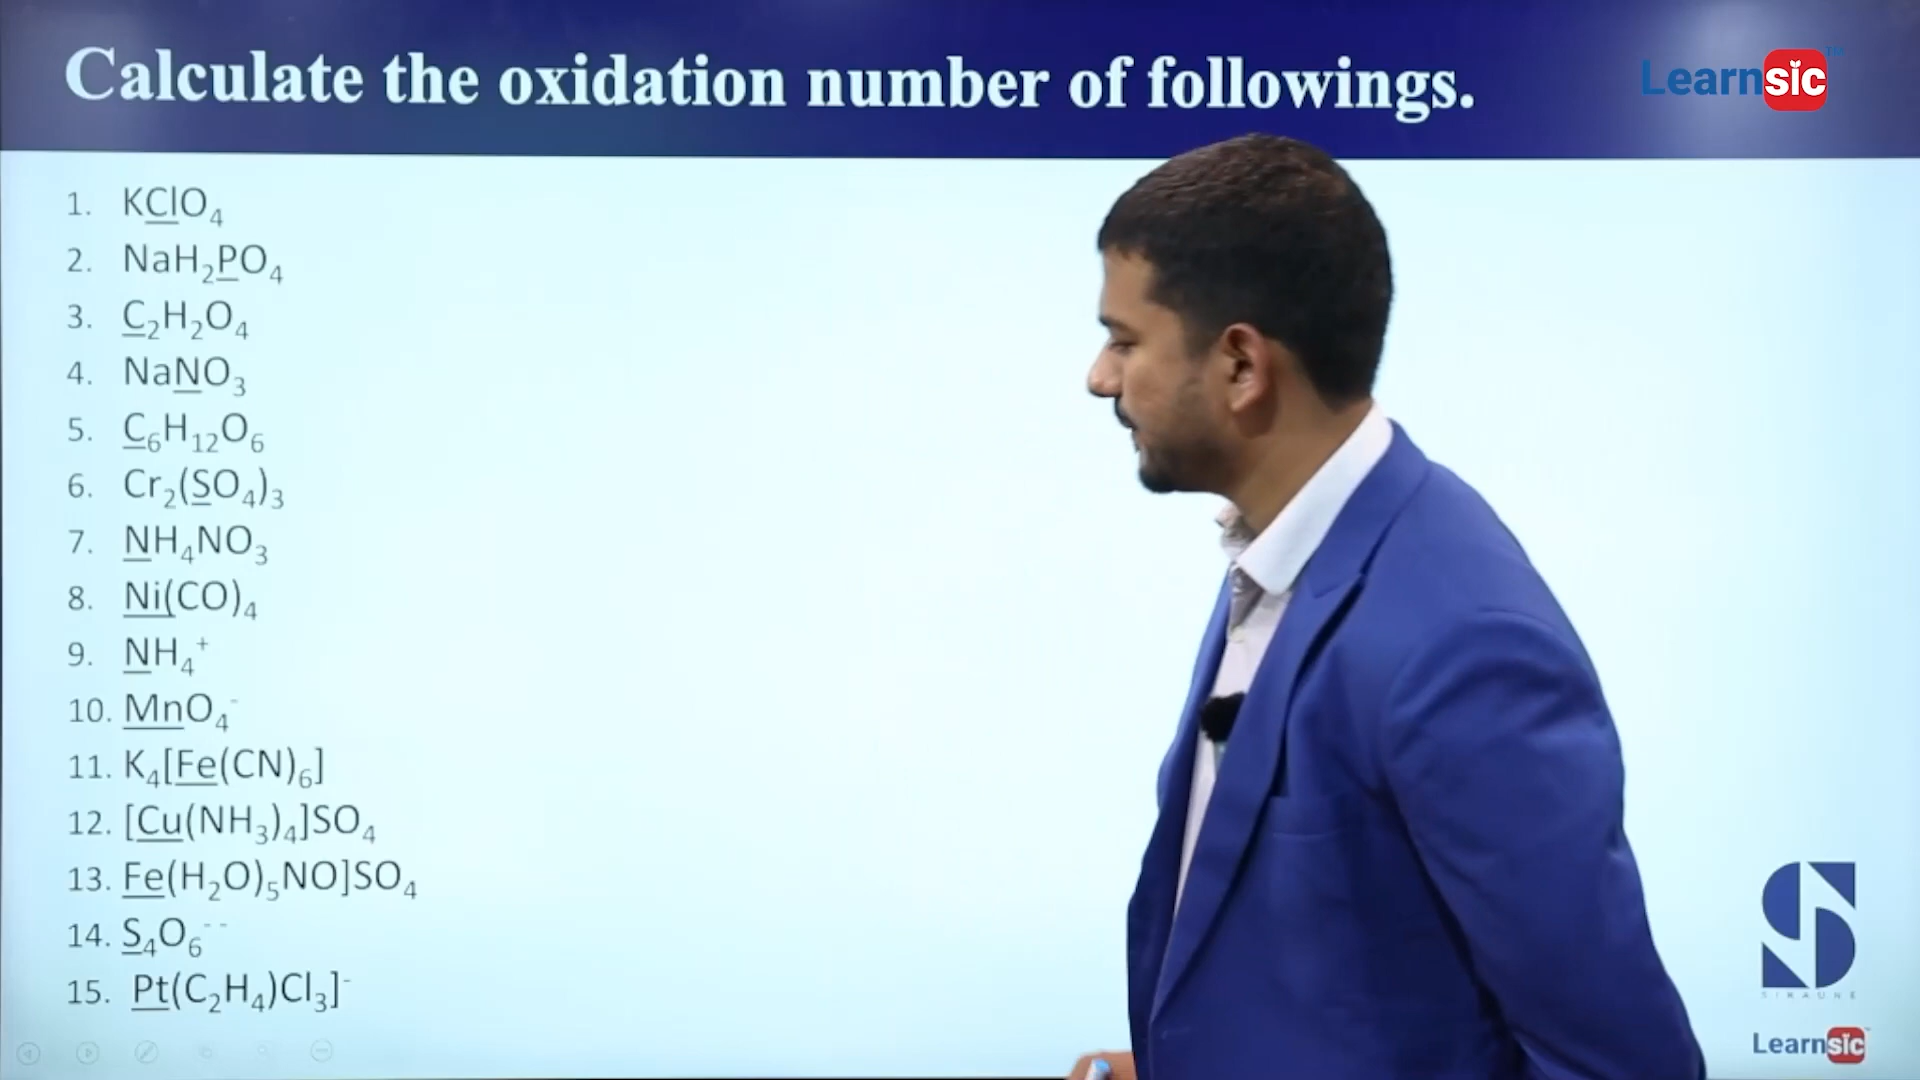 Calculate the oxidation number of followings.
Learnsic™
1. KClO₄
2. NaH₂PO₄
3. C₂H₂O₄
4. NaNO₃
5. C₆H₁₂O₆
6. Cr₂(SO₄)₃
7. NH₄NO₃
8. Ni(CO)₄
9. NH₄⁺
10. MnO₄⁻
11. K₄[Fe(CN)₆]
12. [Cu(NH₃)₄]SO₄
13. Fe(H₂O)₅NO]SO₄
14. S₄O₆⁻⁻
15. Pt(C₂H₄)Cl₃]⁻
SIKAUNE
Learnsic